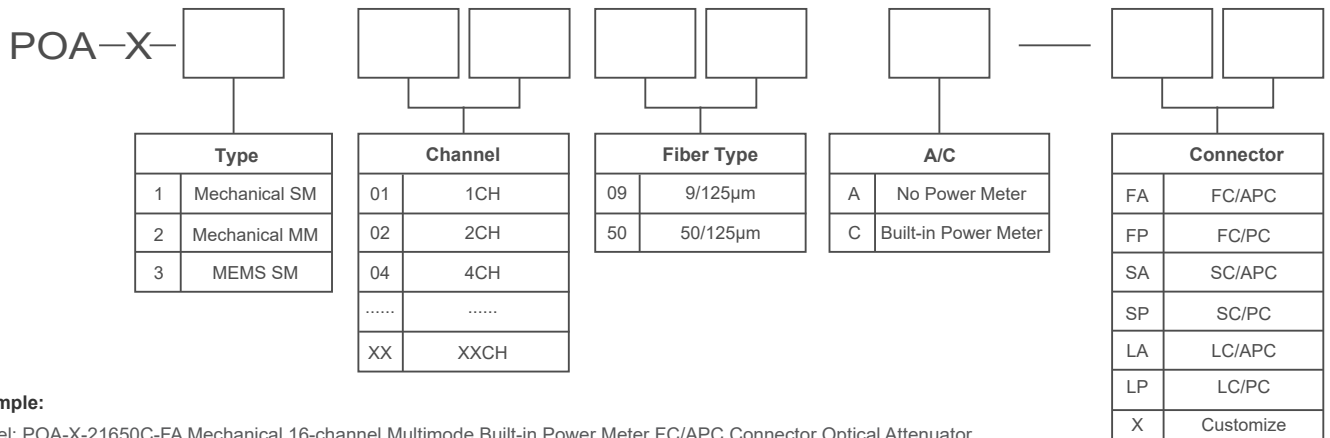 POA—X—
Type
1 Mechanical SM
2 Mechanical MM
3 MEMS SM
Channel
01 1CH
02 2CH
04 4CH
...... ......
XX XXCH
Fiber Type
09 9/125μm
50 50/125μm
A/C
A No Power Meter
C Built-in Power Meter
Connector
FA FC/APC
FP FC/PC
SA SC/APC
SP SC/PC
LA LC/APC
LP LC/PC
X Customize
mple:
el: POA-X-21650C-FA Mechanical 16-channel Multimode Built-in Power Meter FC/APC Connector Optical Attenuator